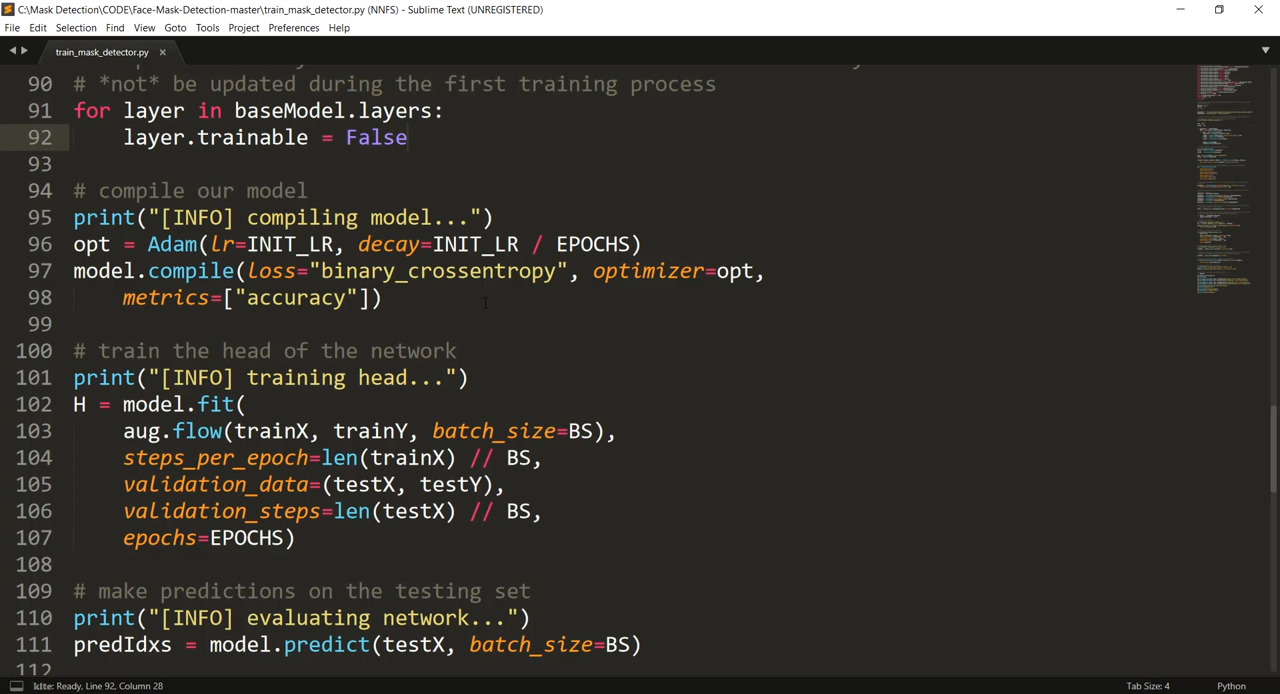 C:\Mask Detection\CODE\Face-Mask-Detection-master\train_mask_detector.py (NNFS) - Sublime Text (UNREGISTERED)
File Edit Selection Find View Goto Tools Project Preferences Help
train_mask_detector.py
90 # *not* be updated during the first training process
91 for layer in baseModel.layers:
92 layer.trainable = False
93
94 # compile our model
95 print("[INFO] compiling model...")
96 opt = Adam(lr=INIT_LR, decay=INIT_LR / EPOCHS)
97 model.compile(loss="binary_crossentropy", optimizer=opt,
98 metrics=["accuracy"])
99
100 # train the head of the network
101 print("[INFO] training head...")
102 H = model.fit(
103 aug.flow(trainX, trainY, batch_size=BS),
104 steps_per_epoch=len(trainX) // BS,
105 validation_data=(testX, testY),
106 validation_steps=len(testX) // BS,
107 epochs=EPOCHS)
108
109 # make predictions on the testing set
110 print("[INFO] evaluating network...")
111 predIdxs = model.predict(testX, batch_size=BS)
112
Ready, Line 92, Column 28 Tab Size: 4 Python